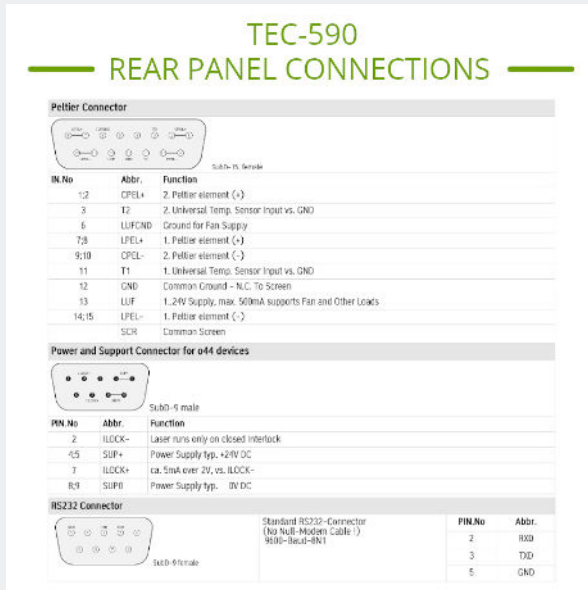 TEC-590
REAR PANEL CONNECTIONS
Peltier Connector
SubD-15 female
IN.No Abbr. Function
1;2 CPEL+ 2. Peltier element (+)
3 T2 2. Universal Temp. Sensor Input vs. GND
6 LUFGND Ground for Fan Supply
7;8 LPEL+ 1. Peltier element (+)
9;10 CPEL- 2. Peltier element (-)
11 T1 1. Universal Temp. Sensor Input vs. GND
12 GND Common Ground - N.C. To Screen
13 LUF 1..24V Supply, max. 500mA supports Fan and Other Loads
14;15 LPEL- 1. Peltier element (-)
SCR Common Screen
Power and Support Connector for o44 devices
SubD-9 male
PIN.No Abbr. Function
2 ILOCK- Laser runs only on closed Interlock
4;5 SUP+ Power Supply typ. +24V DC
7 ILOCK+ ca. 5mA over 2V, vs. ILOCK-
8;9 SUP0 Power Supply typ. 0V DC
RS232 Connector
SubD-9 female
Standard RS232-Connector
(No Null-Modem Cable !)
9600-Baud-8N1
PIN.No Abbr.
2 RXD
3 TXD
5 GND